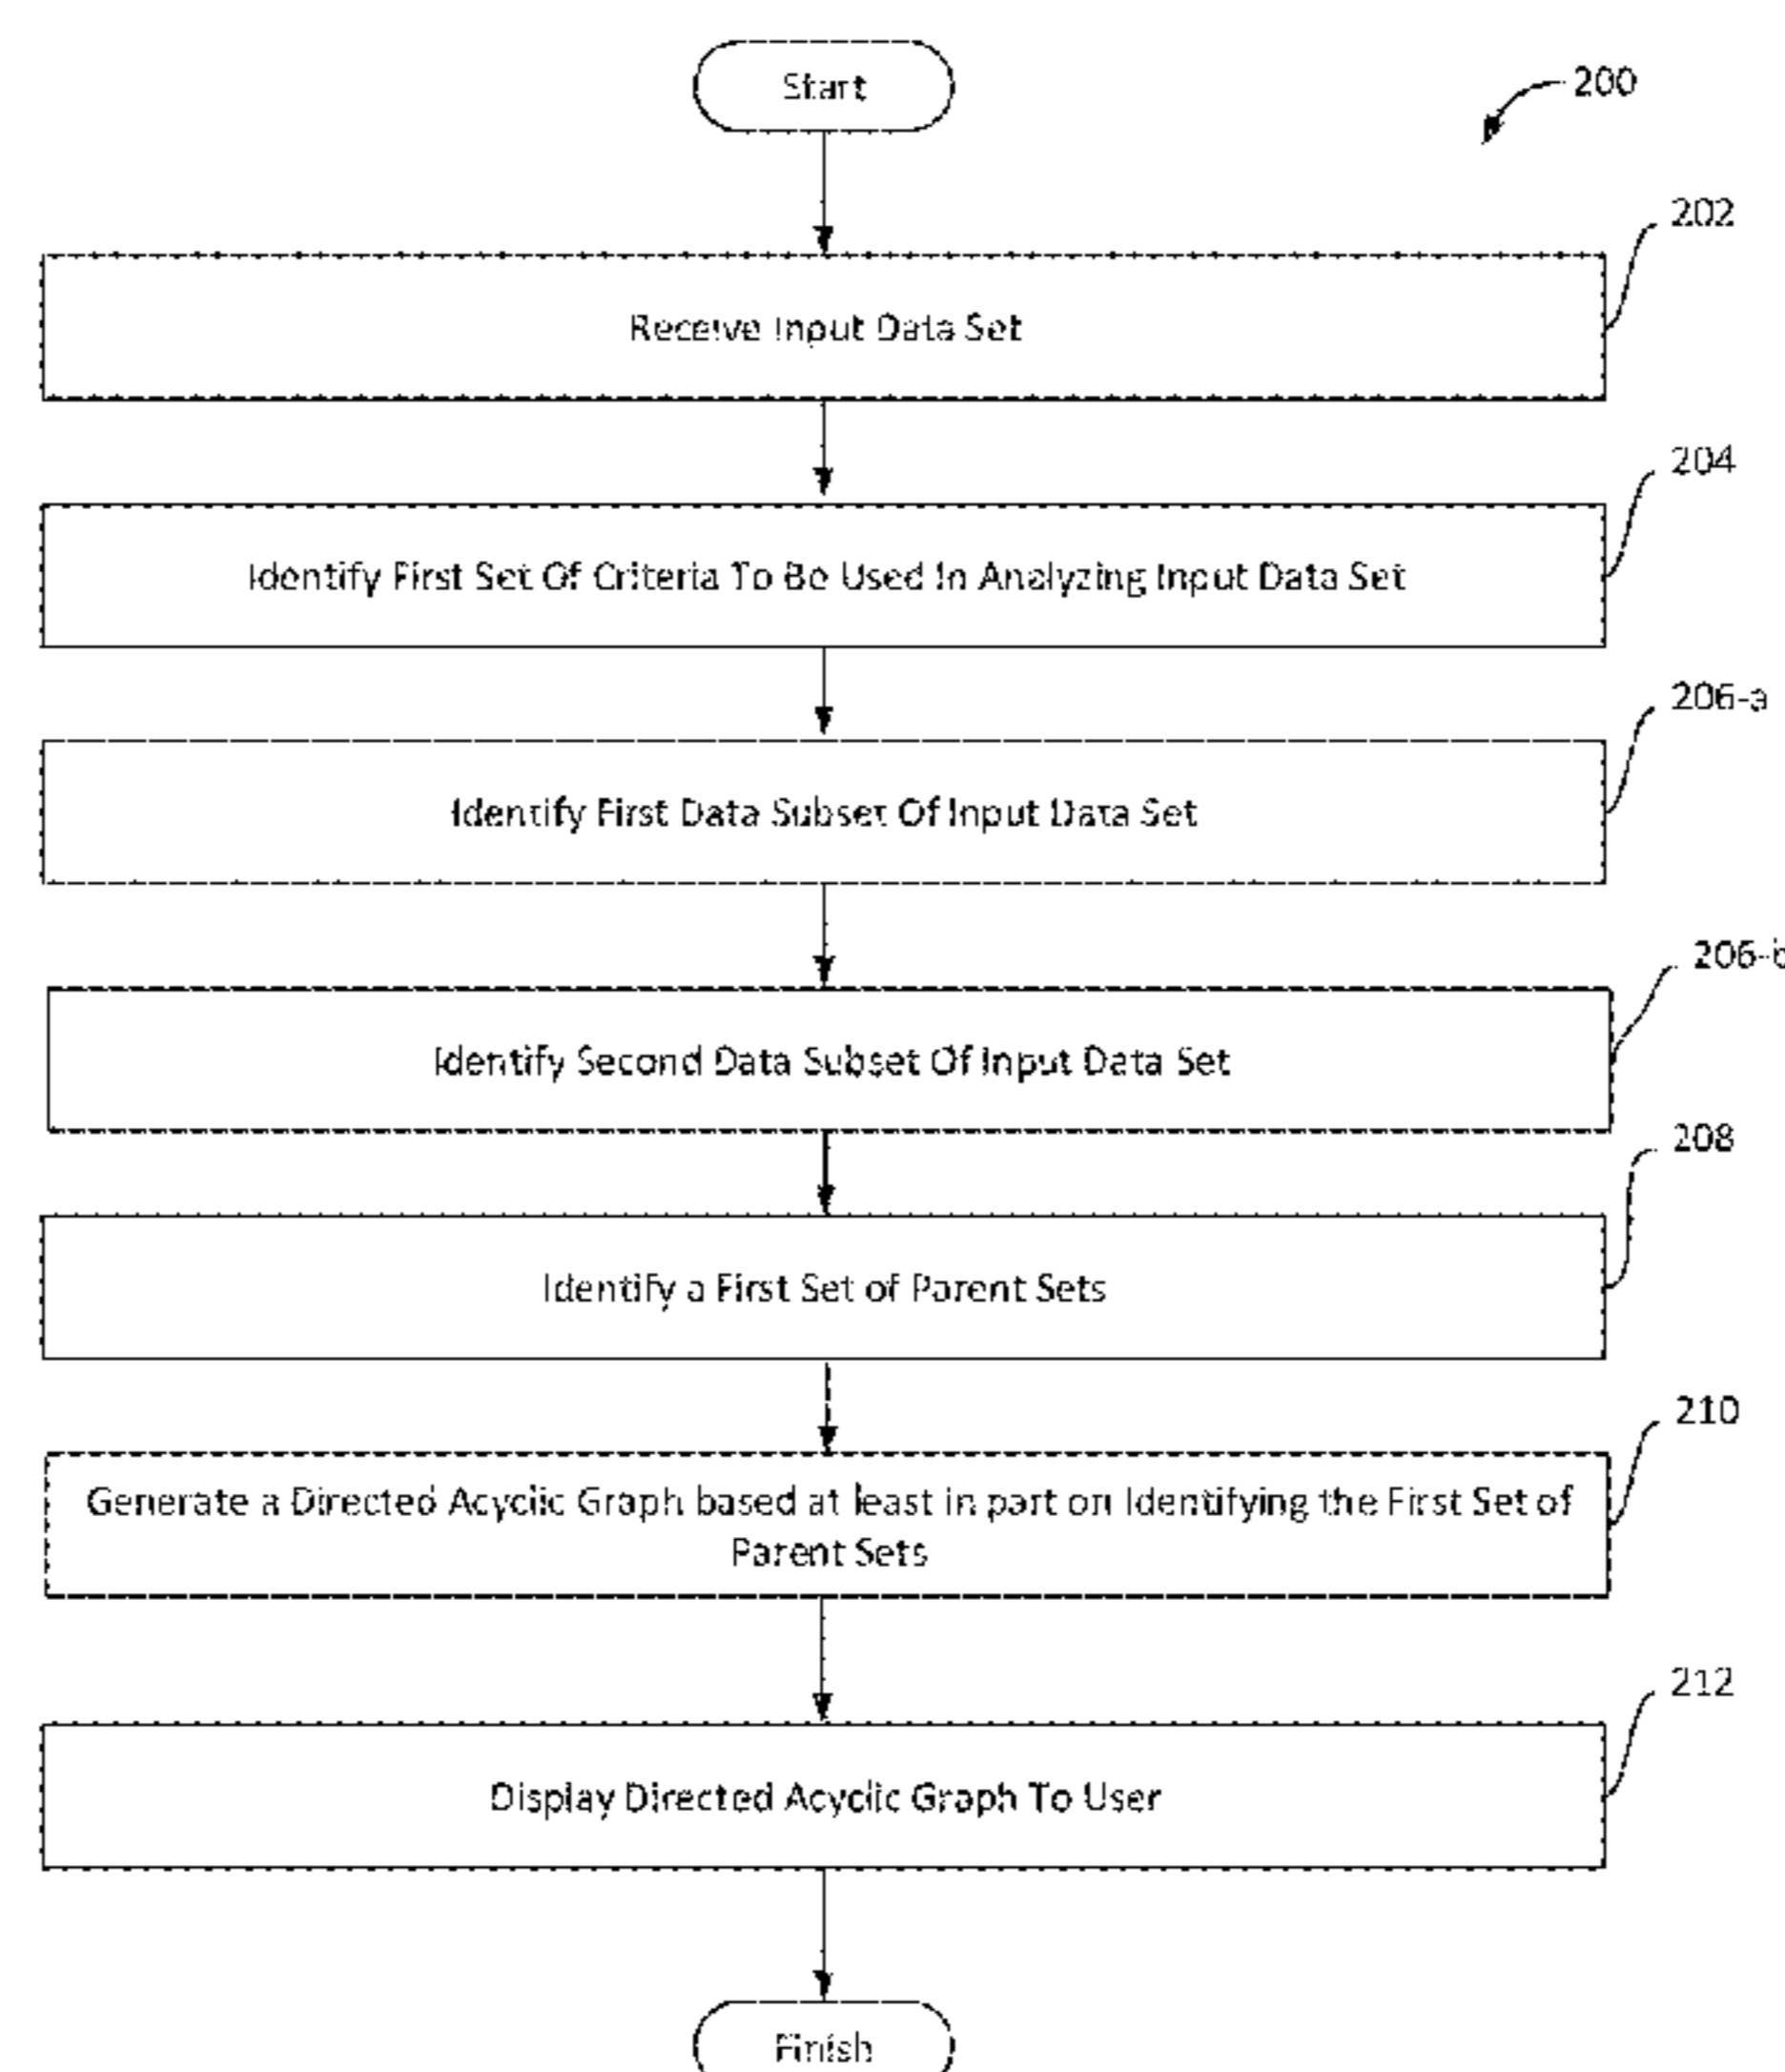 Start
200
202
Receive Input Data Set
204
Identify First Set Of Criteria To Be Used In Analyzing Input Data Set
206-a
Identify First Data Subset Of Input Data Set
206-b
Identify Second Data Subset Of Input Data Set
208
Identify a First Set of Parent Sets
210
Generate a Directed Acyclic Graph based at least in part on Identifying the First Set of
Parent Sets
212
Display Directed Acyclic Graph To User
Finish